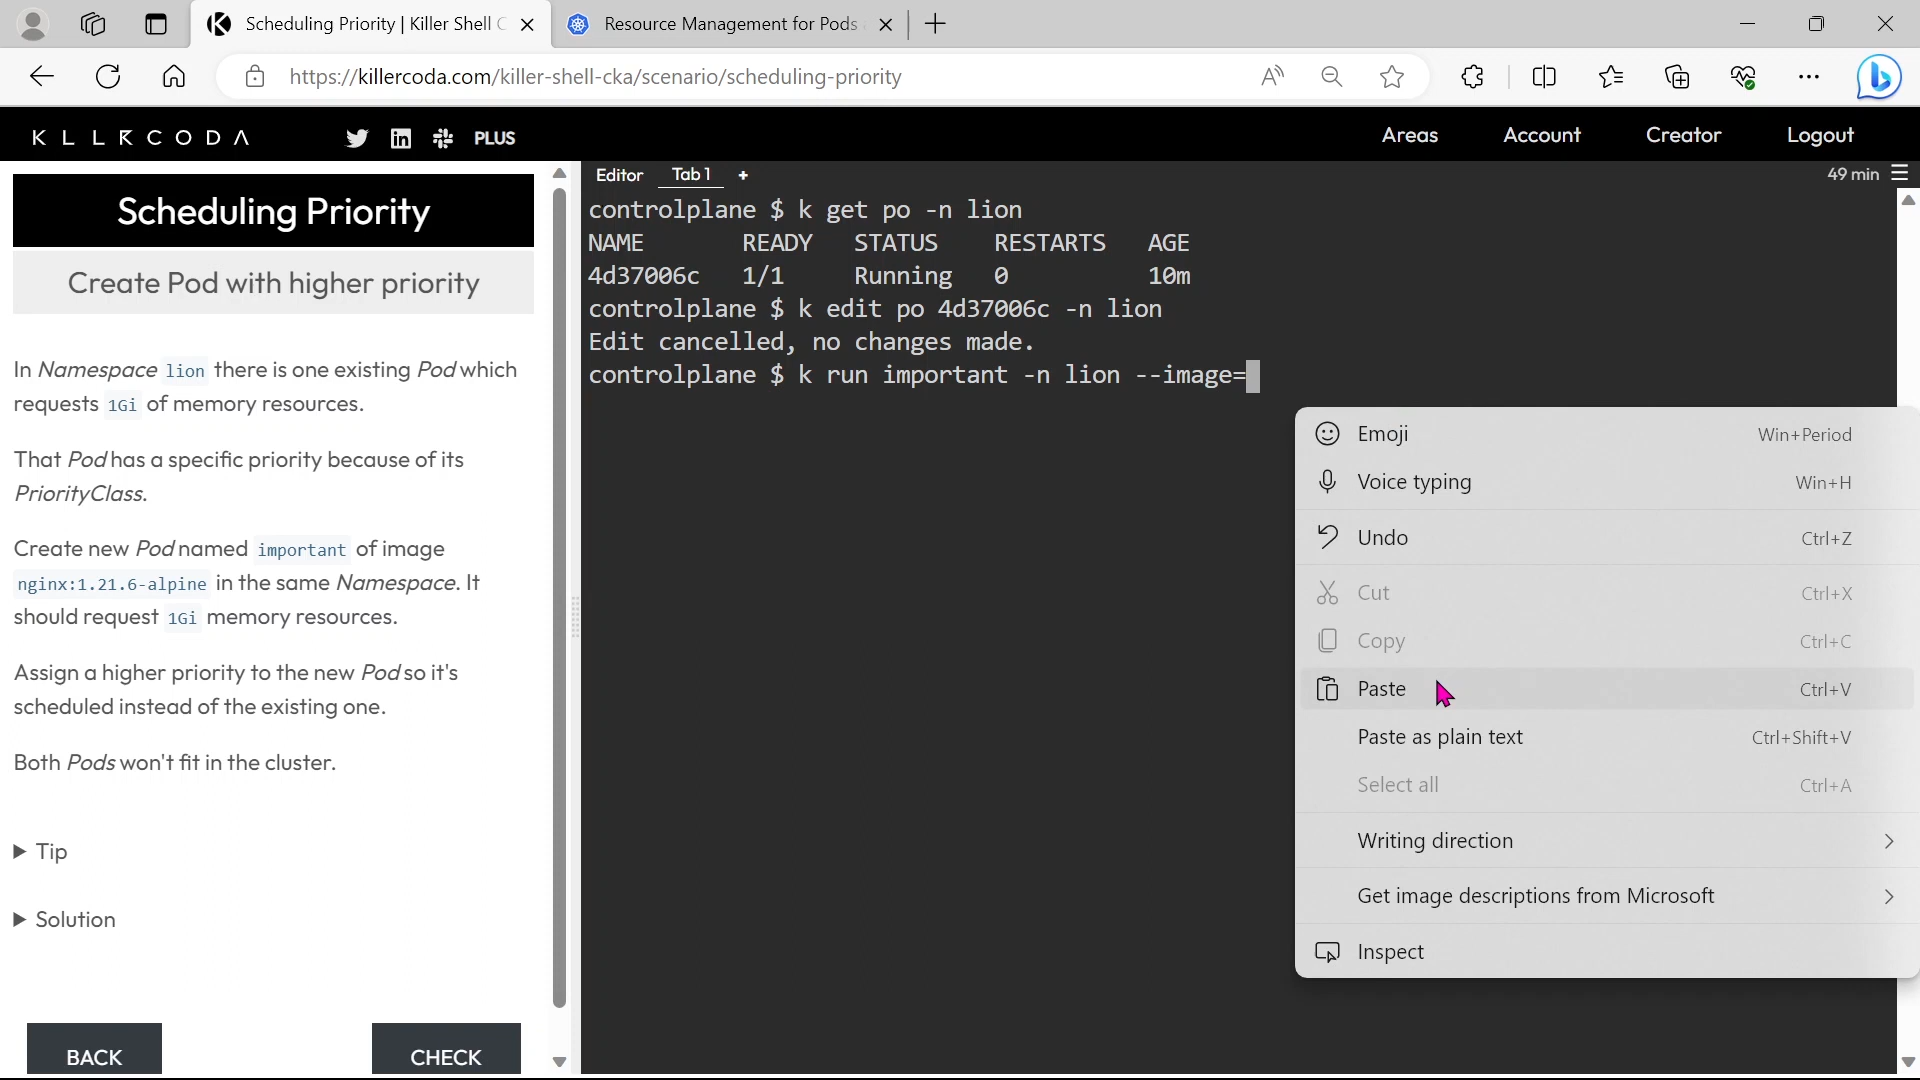 Scheduling Priority | Killer Shell C
Resource Management for Pods
https://killercoda.com/killer-shell-cka/scenario/scheduling-priority
KLLRCODA
PLUS
Areas
Account
Creator
Logout
Scheduling Priority
Create Pod with higher priority
In Namespace lion there is one existing Pod which
requests 1Gi of memory resources.
That Pod has a specific priority because of its
PriorityClass.
Create new Pod named important of image
nginx:1.21.6-alpine in the same Namespace. It
should request 1Gi memory resources.
Assign a higher priority to the new Pod so it's
scheduled instead of the existing one.
Both Pods won't fit in the cluster.
▶ Tip
▶ Solution
BACK
CHECK
Editor
Tab 1
+
49 min
controlplane $ k get po -n lion
NAME READY STATUS RESTARTS AGE
4d37006c 1/1 Running 0 10m
controlplane $ k edit po 4d37006c -n lion
Edit cancelled, no changes made.
controlplane $ k run important -n lion --image=
Emoji Win+Period
Voice typing Win+H
Undo Ctrl+Z
Cut Ctrl+X
Copy Ctrl+C
Paste Ctrl+V
Paste as plain text Ctrl+Shift+V
Select all Ctrl+A
Writing direction
Get image descriptions from Microsoft
Inspect